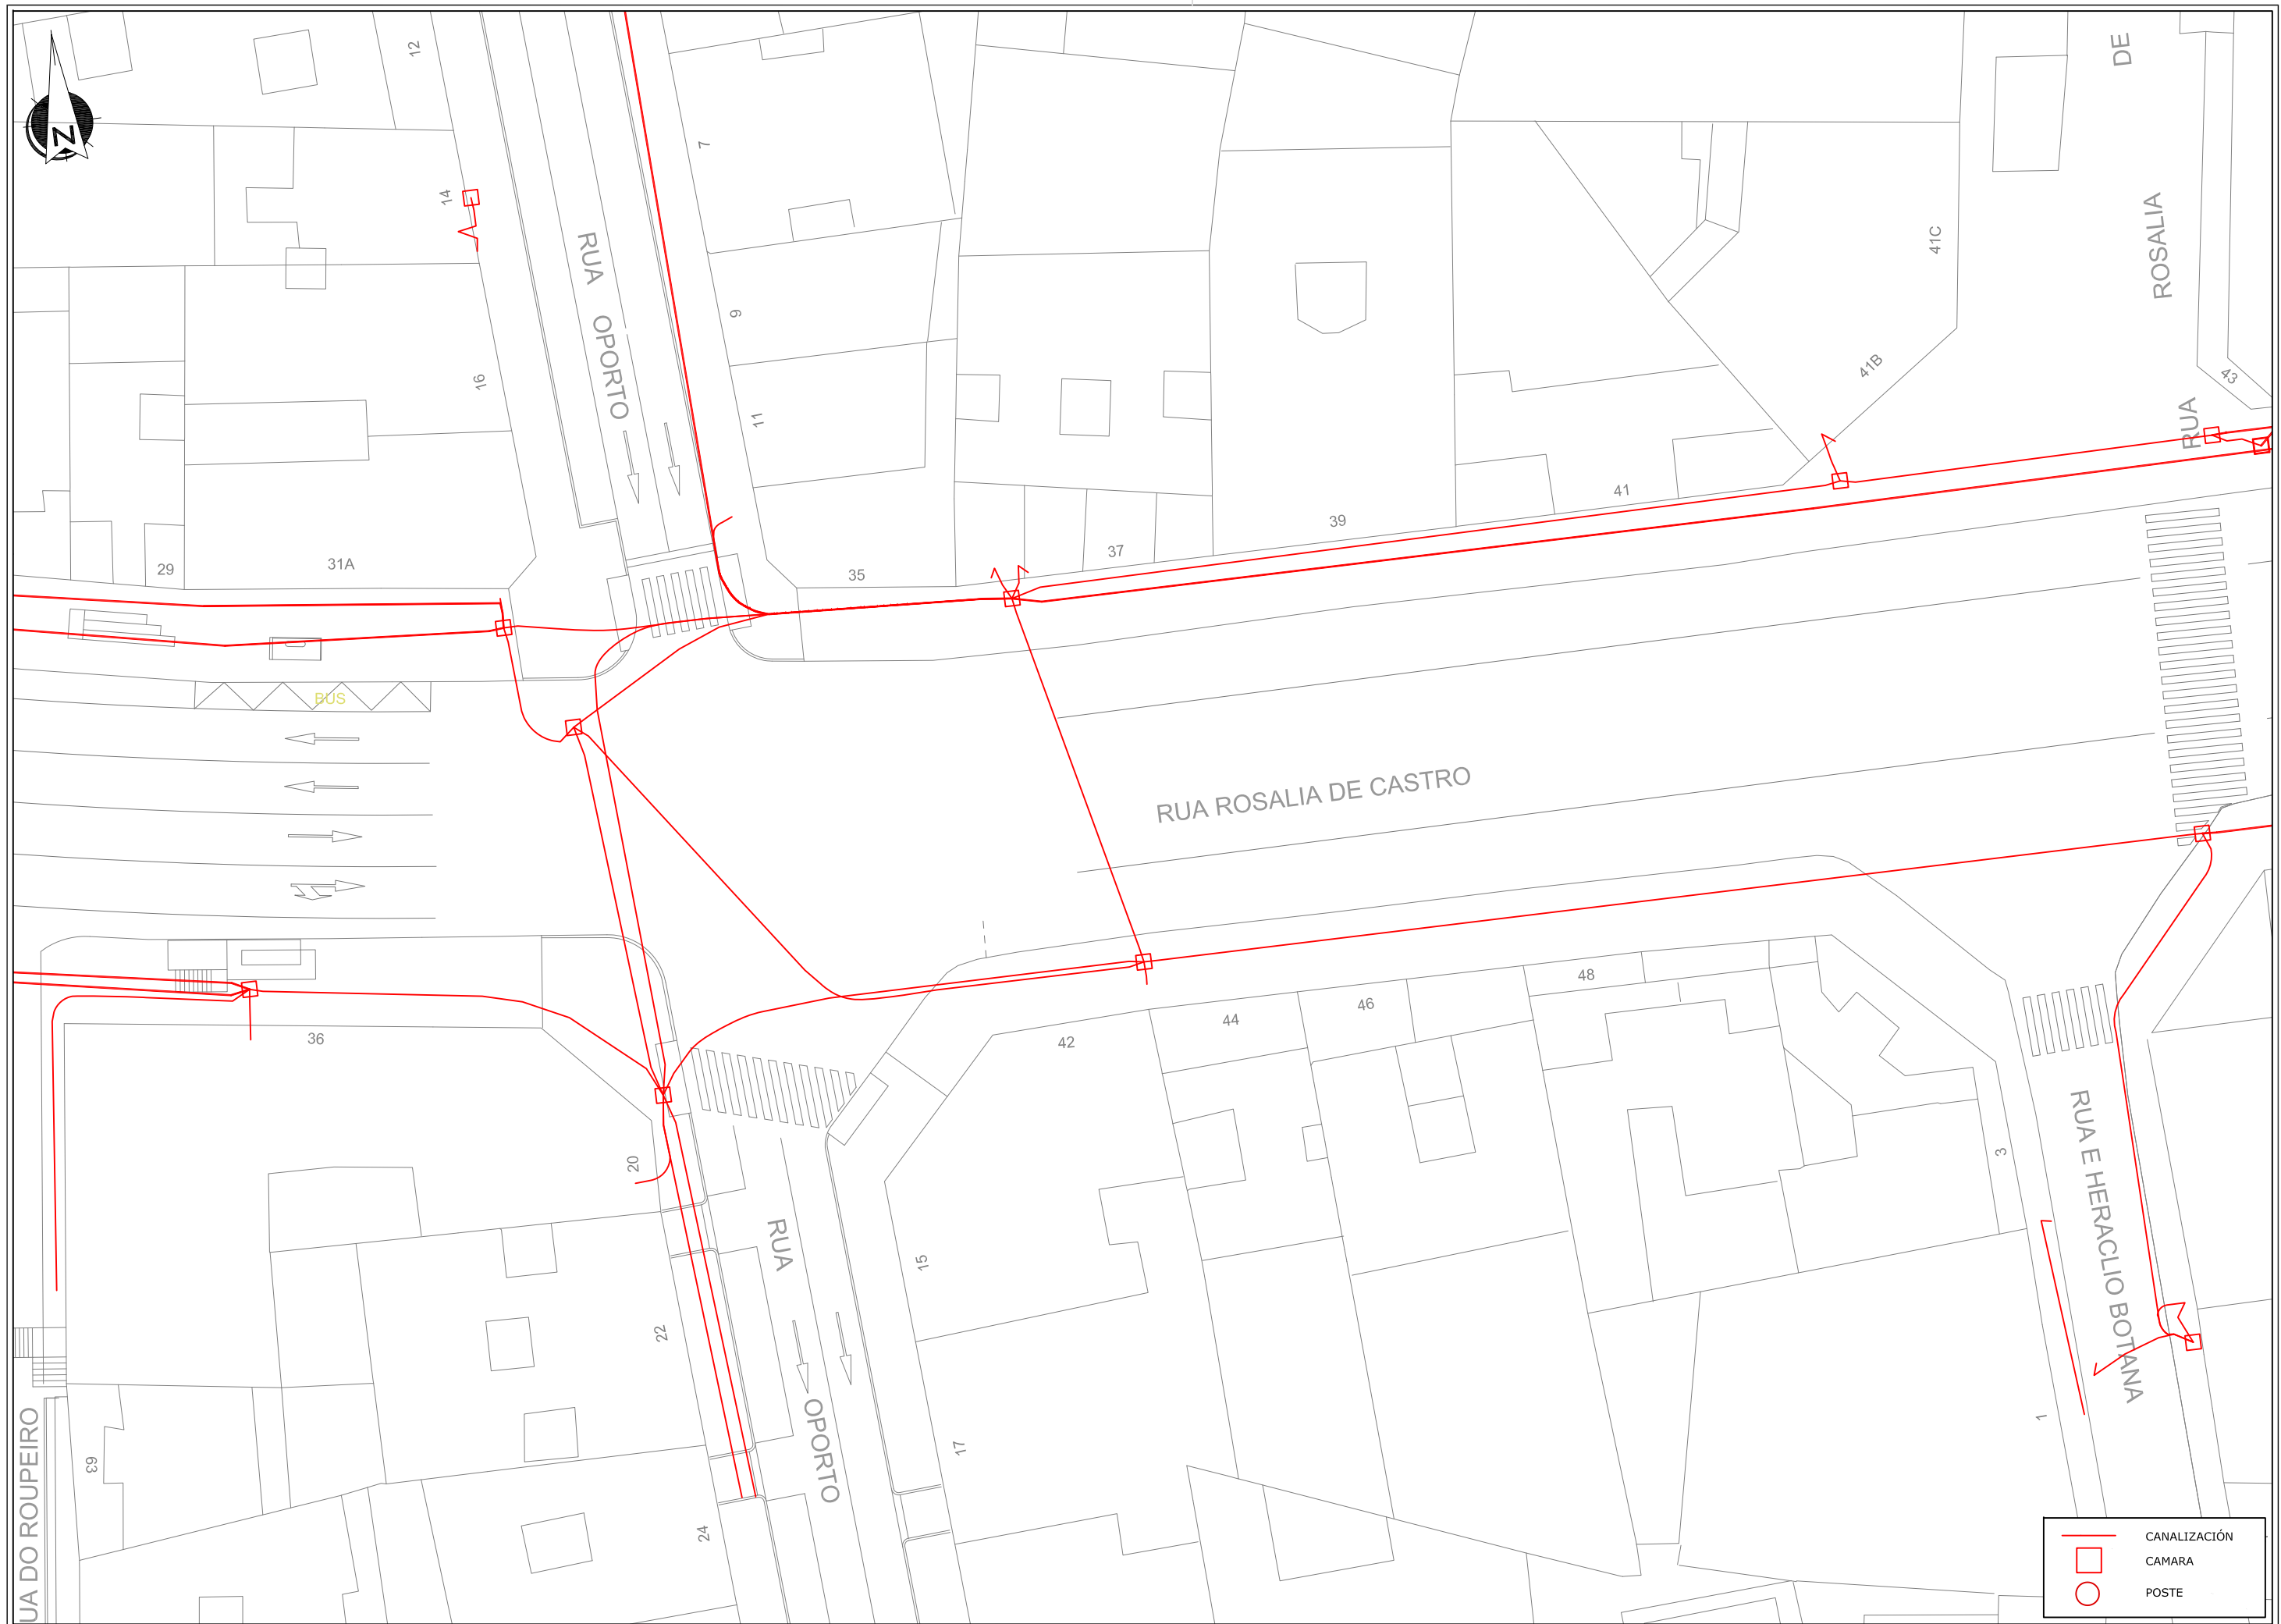 N
12
14
16
7
9
11
RUA OPORTO
29
31A
35
37
39
41
41B
41C
43
RUA ROSALIA DE
BUS
RUA ROSALIA DE CASTRO
36
20
22
24
63
RUA OPORTO
15
17
42
44
46
48
3
1
RUA E HERACLIO BOTANA
UA DO ROUPEIRO
CANALIZACIÓN
CAMARA
POSTE